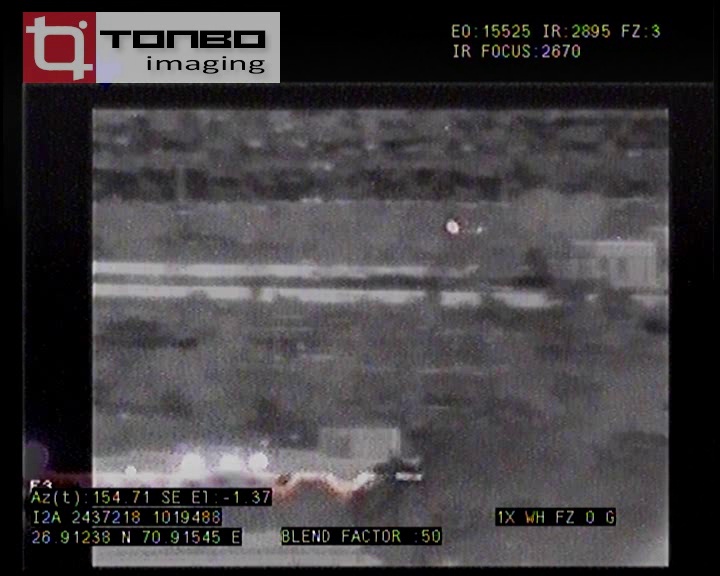 TONBO
imaging
EO:15525 IR:2895 FZ:3
IR FOCUS:2670
Az(t):154.71 SE El:-1.37
I2A 2437218 1019488
26.91238 N 70.91545 E
BLEND FACTOR :50
1X WH FZ O G